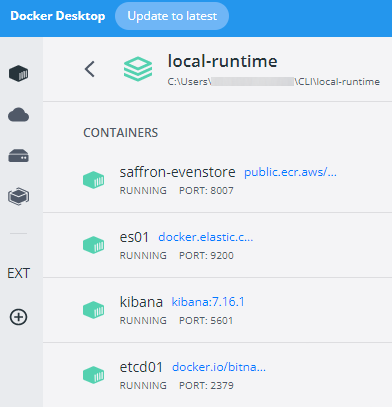 Docker Desktop Update to latest
local-runtime
C:\Users\ \CLI\local-runtime
CONTAINERS
saffron-evenstore public.ecr.aws/...
RUNNING PORT: 8007
es01 docker.elastic.c...
RUNNING PORT: 9200
kibana kibana:7.16.1
RUNNING PORT: 5601
EXT
etcd01 docker.io/bitna...
RUNNING PORT: 2379